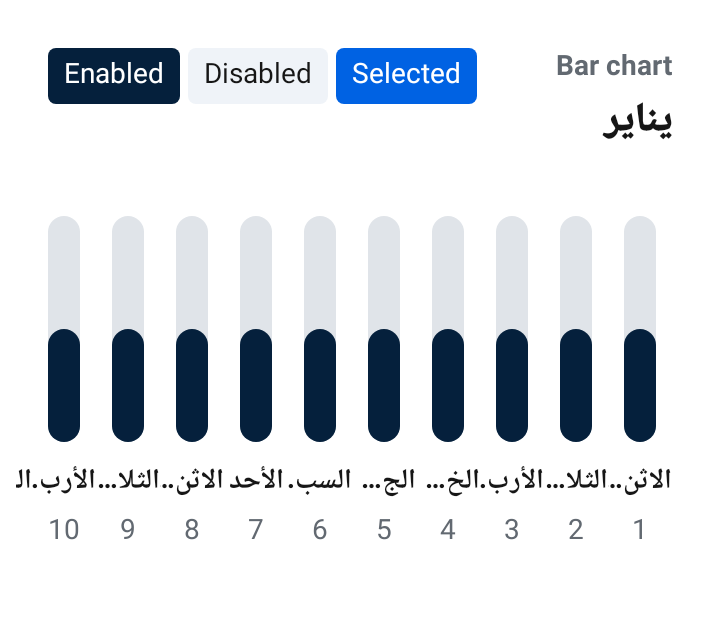 Bar chart
يناير
Enabled Disabled Selected
الاثن.. الثلا... الأرب. الخ... الج... السب. الأحد الاثن.. الثلا... الأرب. ال
1 2 3 4 5 6 7 8 9 10